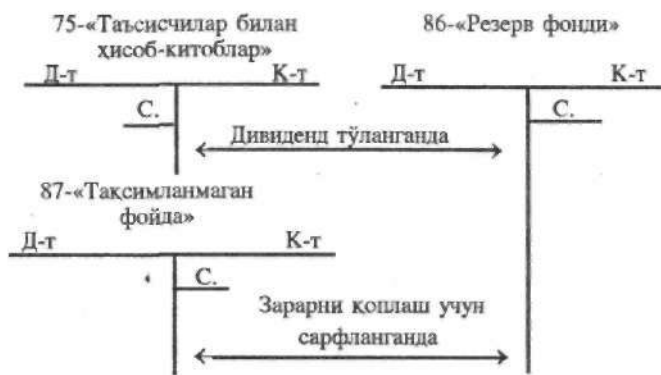 75-«Таъсисчилар билан
ҳисоб-китоблар»
86-«Резерв фонди»
Д-т К-т
Д-т К-т
С.
С.
Дивиденд тўланганда
87-«Тақсимланмаган
фойда»
Д-т К-т
С.
Зарарни қоплаш учун
сарфланганда